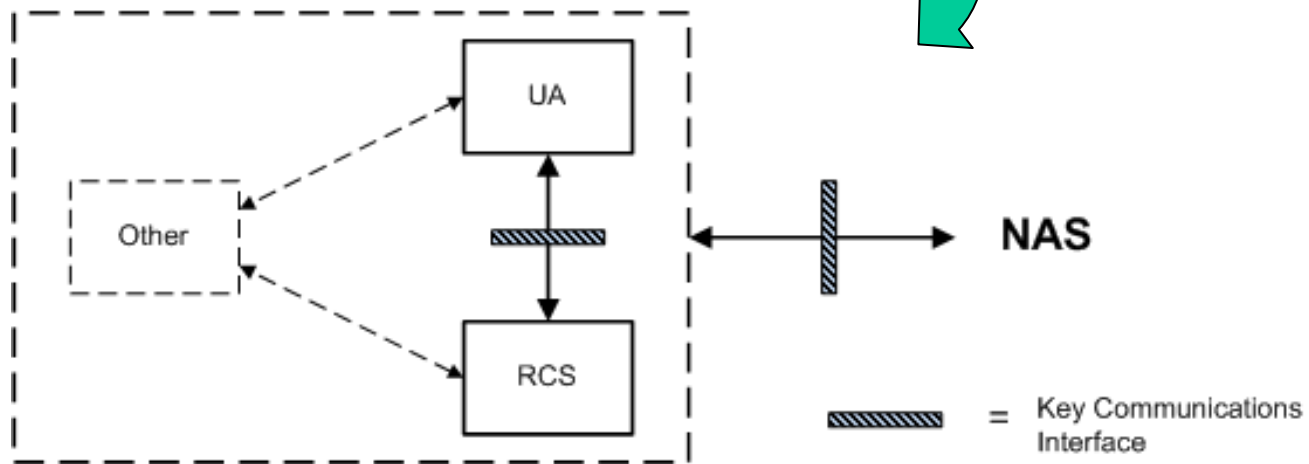 UA
Other
NAS
RCS
= Key Communications
Interface